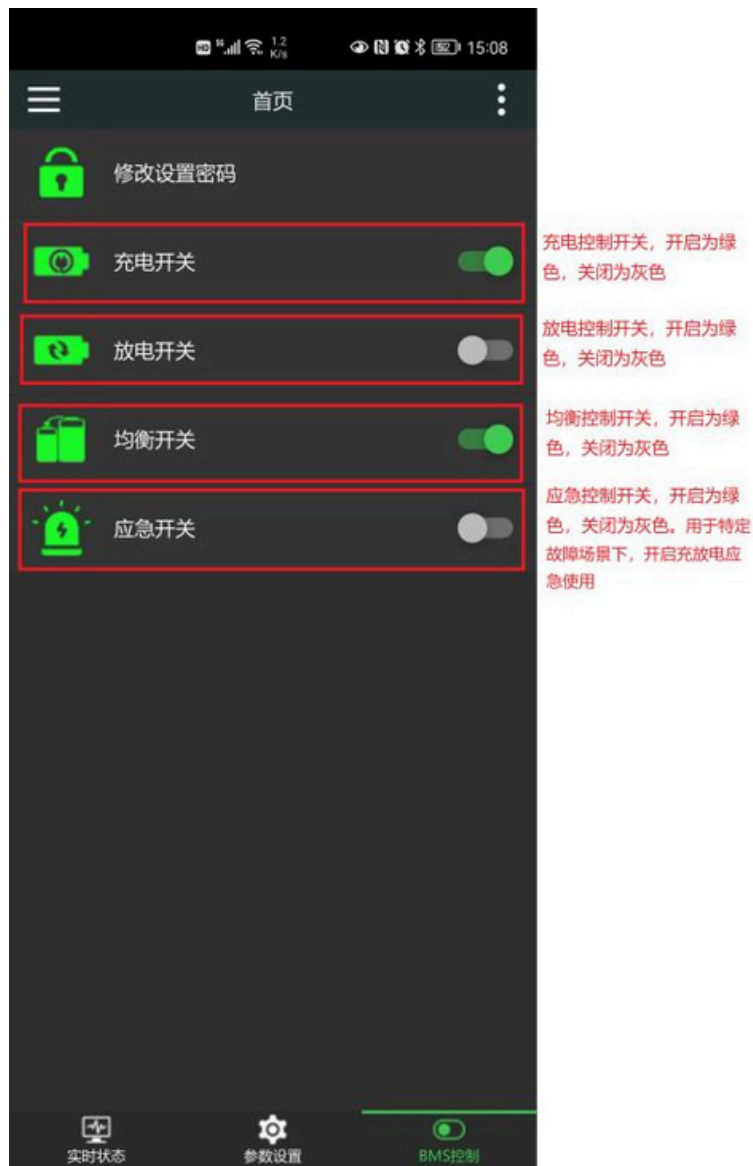 HD 5G 1.2 K/s 52 15:08
首页
修改设置密码
充电开关
充电控制开关，开启为绿
色，关闭为灰色
放电开关
放电控制开关，开启为绿
色，关闭为灰色
均衡开关
均衡控制开关，开启为绿
色，关闭为灰色
应急开关
应急控制开关，开启为绿
色，关闭为灰色。用于特定
故障场景下，开启充放电应
急使用
实时状态 参数设置 BMS控制